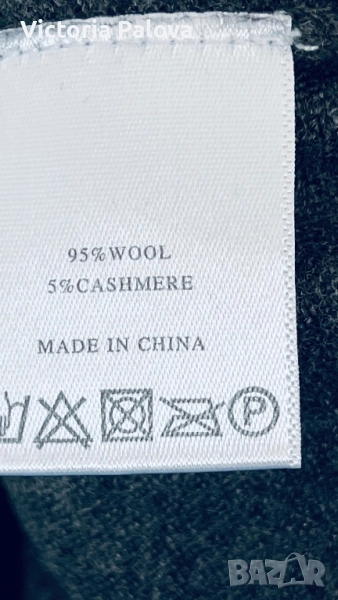 Victoria Palova
95%WOOL
5%CASHMERE
MADE IN CHINA
P
BAZAR